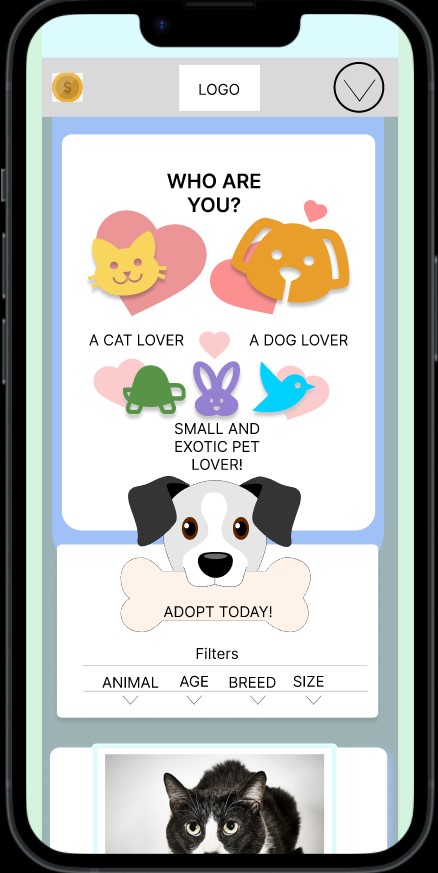 $
LOGO
WHO ARE
YOU?
A CAT LOVER
A DOG LOVER
SMALL AND
EXOTIC PET
LOVER!
ADOPT TODAY!
Filters
ANIMAL AGE BREED SIZE